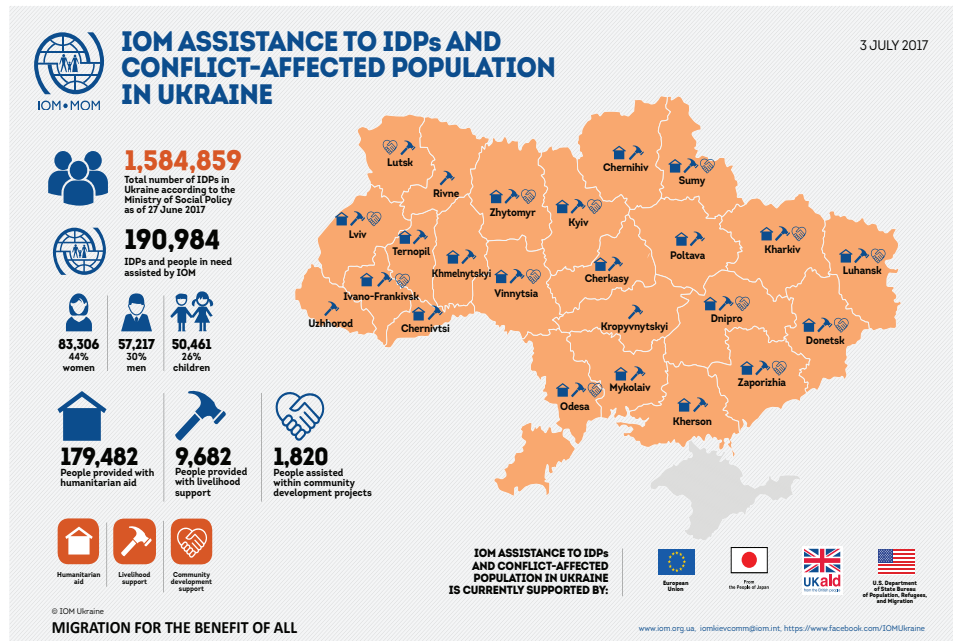 IOM ASSISTANCE TO IDPs AND
CONFLICT-AFFECTED POPULATION
IN UKRAINE
3 JULY 2017
IOM•MOM
1,584,859
Total number of IDPs in
Ukraine according to the
Ministry of Social Policy
as of 27 June 2017
190,984
IDPs and people in need
assisted by IOM
83,306
44%
women
57,217
30%
men
50,461
26%
children
179,482
People provided with
humanitarian aid
9,682
People provided
with livelihood
support
1,820
People assisted
within community
development projects
Humanitarian
aid
Livelihood
support
Community
development
support
Lutsk
Rivne
Zhytomyr
Kyiv
Chernihiv
Sumy
Lviv
Ternopil
Khmelnytskyi
Vinnytsia
Cherkasy
Poltava
Kharkiv
Luhansk
Ivano-Frankivsk
Uzhhorod
Chernivtsi
Kropyvnytskyi
Dnipro
Donetsk
Zaporizhia
Odesa
Mykolaiv
Kherson
IOM ASSISTANCE TO IDPs
AND CONFLICT-AFFECTED
POPULATION IN UKRAINE
IS CURRENTLY SUPPORTED BY:
European
Union
From
the People of Japan
UKaid
from the British people
U.S. Department
of State Bureau
of Population, Refugees,
and Migration
© IOM Ukraine
MIGRATION FOR THE BENEFIT OF ALL
www.iom.org.ua, iomkievcomm@iom.int, https://www.facebook.com/IOMUkraine